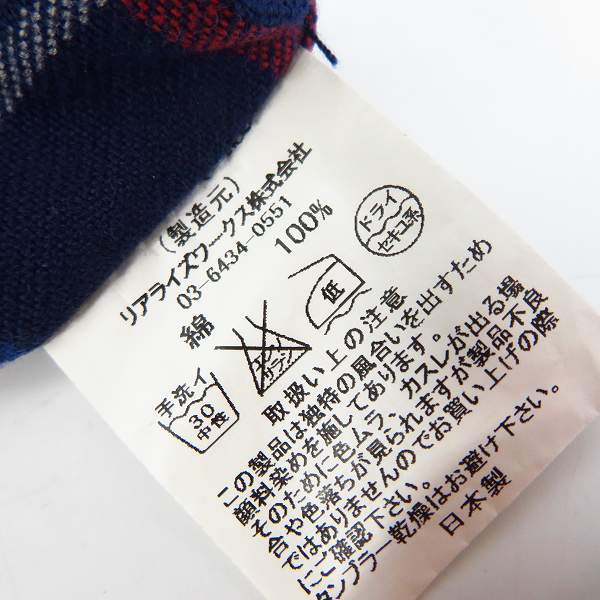 (製造元)
リアライズワークス株式会社
03-6434-0551
綿 100%
手洗イ
30
中性
エンソサラシ
低
ドライ
セキユ系
取扱い上の注意
この製品は独特の風合いを出すため
顔料染めを施してあります。
そのために色ムラ、カスレが出る場
合や色落ちが見られますが製品不良
ではありませんのでお買い上げの際
にご確認下さい。
タンブラー乾燥はお避け下さい。
日本製